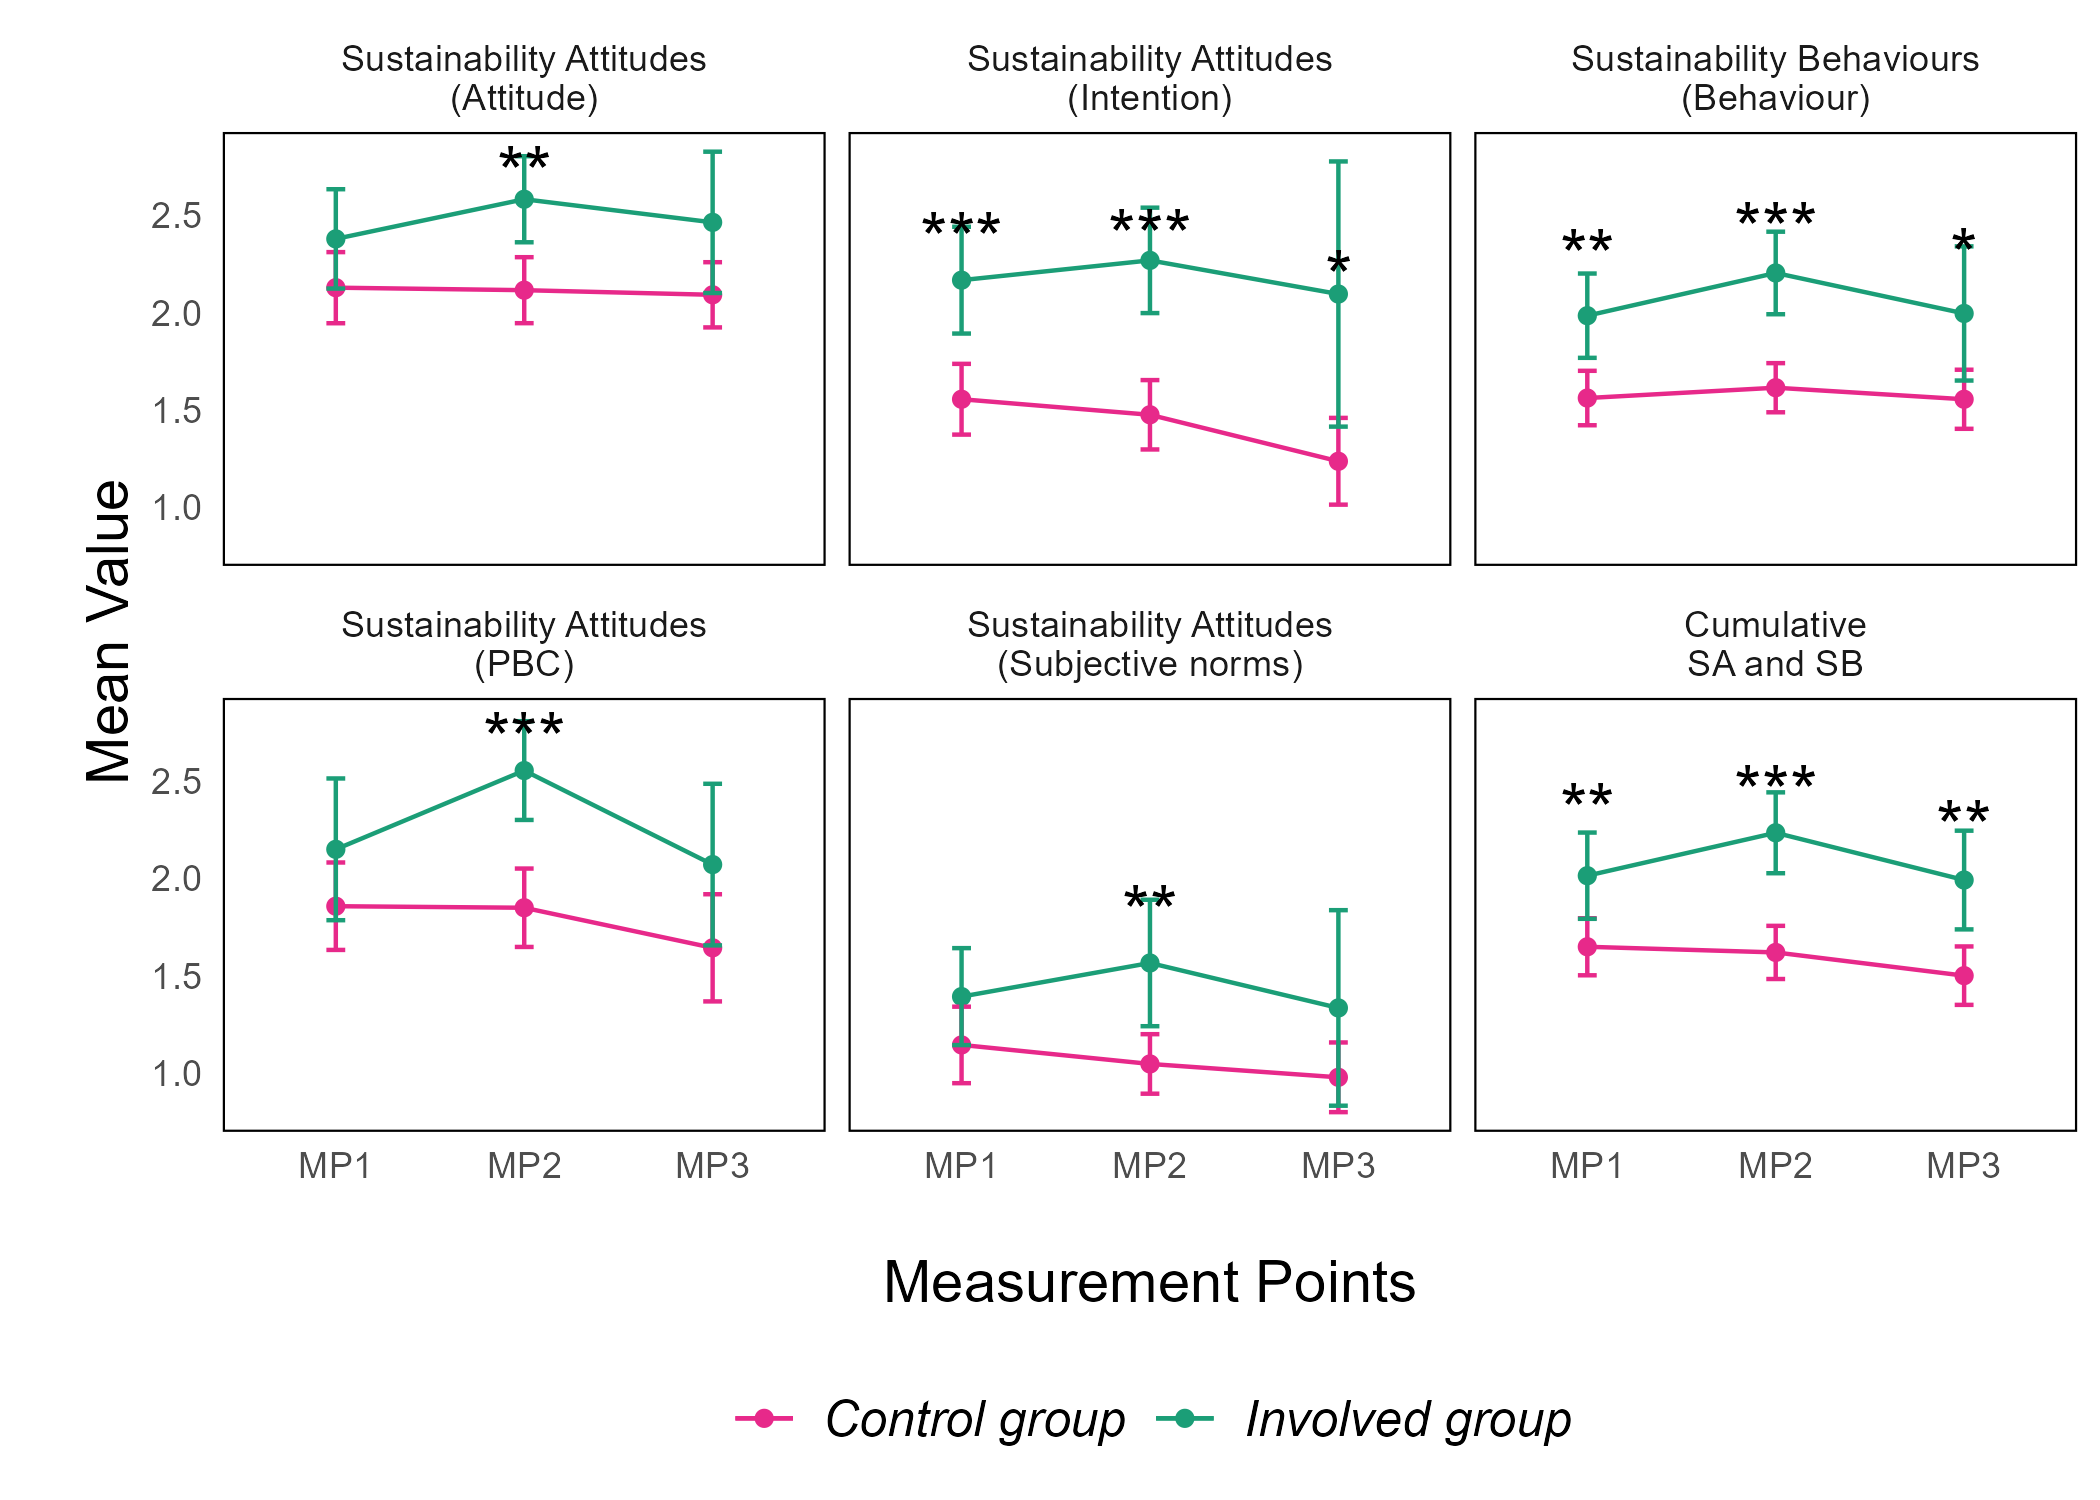 Sustainability Attitudes
(Attitude)
Sustainability Attitudes
(Intention)
Sustainability Behaviours
(Behaviour)
**
***
***
*
**
***
*
2.5
2.0
1.5
1.0
Mean Value
Sustainability Attitudes
(PBC)
Sustainability Attitudes
(Subjective norms)
Cumulative
SA and SB
***
**
**
***
**
2.5
2.0
1.5
1.0
MP1 MP2 MP3
MP1 MP2 MP3
MP1 MP2 MP3
Measurement Points
Control group
Involved group